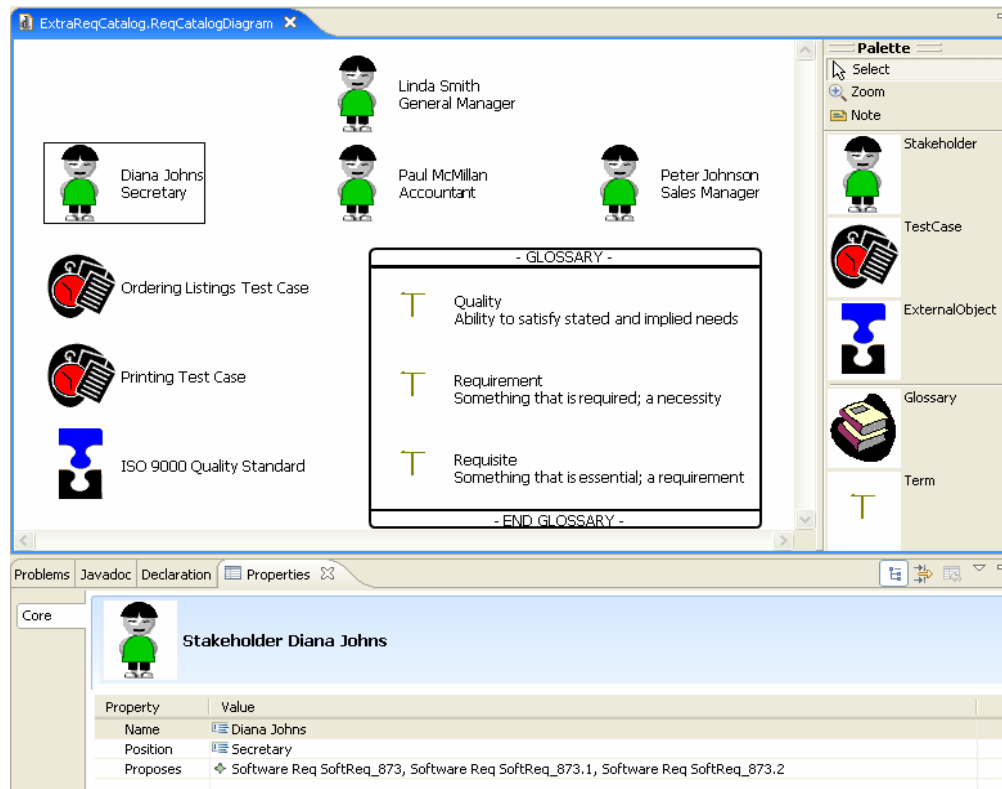 ExtraReqCatalog.ReqCatalogDiagram
Linda Smith
General Manager
Diana Johns
Secretary
Paul McMillan
Accountant
Peter Johnson
Sales Manager
Ordering Listings Test Case
Printing Test Case
ISO 9000 Quality Standard
- GLOSSARY -
Quality
Ability to satisfy stated and implied needs
Requirement
Something that is required; a necessity
Requisite
Something that is essential; a requirement
- END GLOSSARY -
Palette
Select
Zoom
Note
Stakeholder
TestCase
ExternalObject
Glossary
Term
Problems Javadoc Declaration Properties
Core
Stakeholder Diana Johns
Property Value
Name Diana Johns
Position Secretary
Proposes Software Req SoftReq_873, Software Req SoftReq_873.1, Software Req SoftReq_873.2